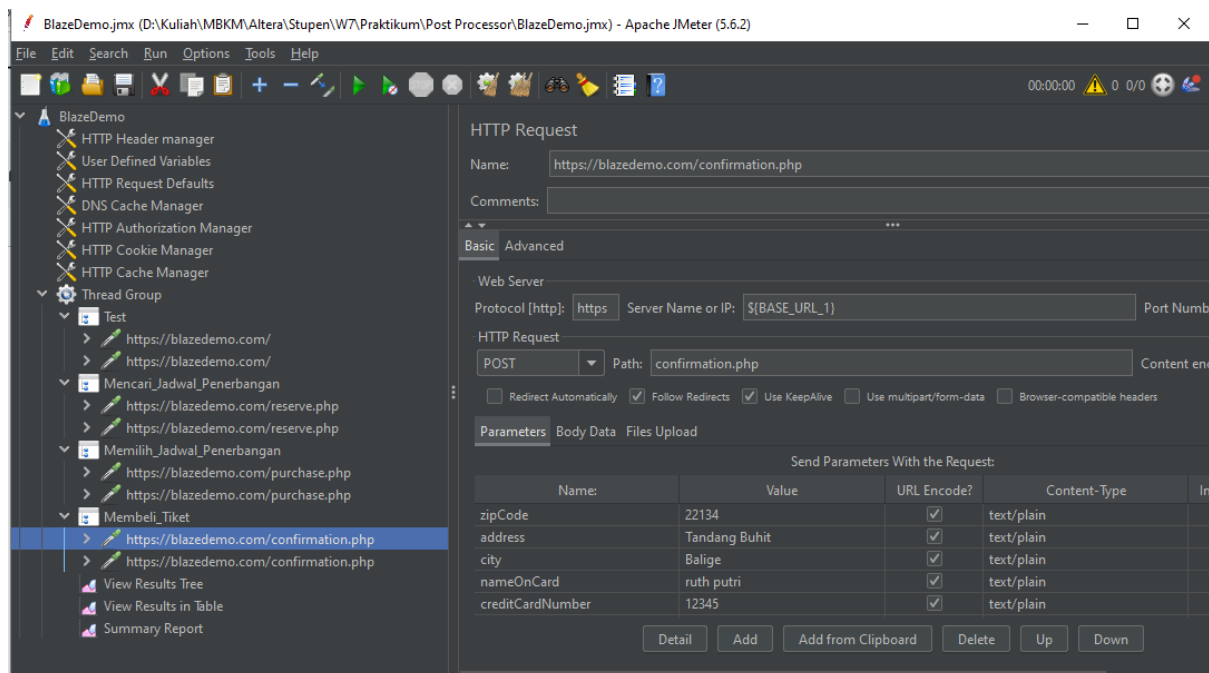 BlazeDemo.jmx (D:\Kuliah\MBKM\Altera\Stupen\W7\Praktikum\Post Processor\BlazeDemo.jmx) - Apache JMeter (5.6.2)
File Edit Search Run Options Tools Help
STOP
00:00:00 0 0/0
BlazeDemo
HTTP Header manager
User Defined Variables
HTTP Request Defaults
DNS Cache Manager
HTTP Authorization Manager
HTTP Cookie Manager
HTTP Cache Manager
Thread Group
Test
https://blazedemo.com/
https://blazedemo.com/
Mencari_Jadwal_Penerbangan
https://blazedemo.com/reserve.php
https://blazedemo.com/reserve.php
Memilih_Jadwal_Penerbangan
https://blazedemo.com/purchase.php
https://blazedemo.com/purchase.php
Membeli_Tiket
https://blazedemo.com/confirmation.php
https://blazedemo.com/confirmation.php
View Results Tree
View Results in Table
Summary Report
HTTP Request
Name: https://blazedemo.com/confirmation.php
Comments:
Basic Advanced
Web Server
Protocol [http]: https Server Name or IP: ${BASE_URL_1} Port Numb
HTTP Request
POST Path: confirmation.php Content en
Redirect Automatically Follow Redirects Use KeepAlive Use multipart/form-data Browser-compatible headers
Parameters Body Data Files Upload
Send Parameters With the Request:
Name: Value URL Encode? Content-Type In
zipCode 22134 text/plain
address Tandang Buhit text/plain
city Balige text/plain
nameOnCard ruth putri text/plain
creditCardNumber 12345 text/plain
Detail Add Add from Clipboard Delete Up Down